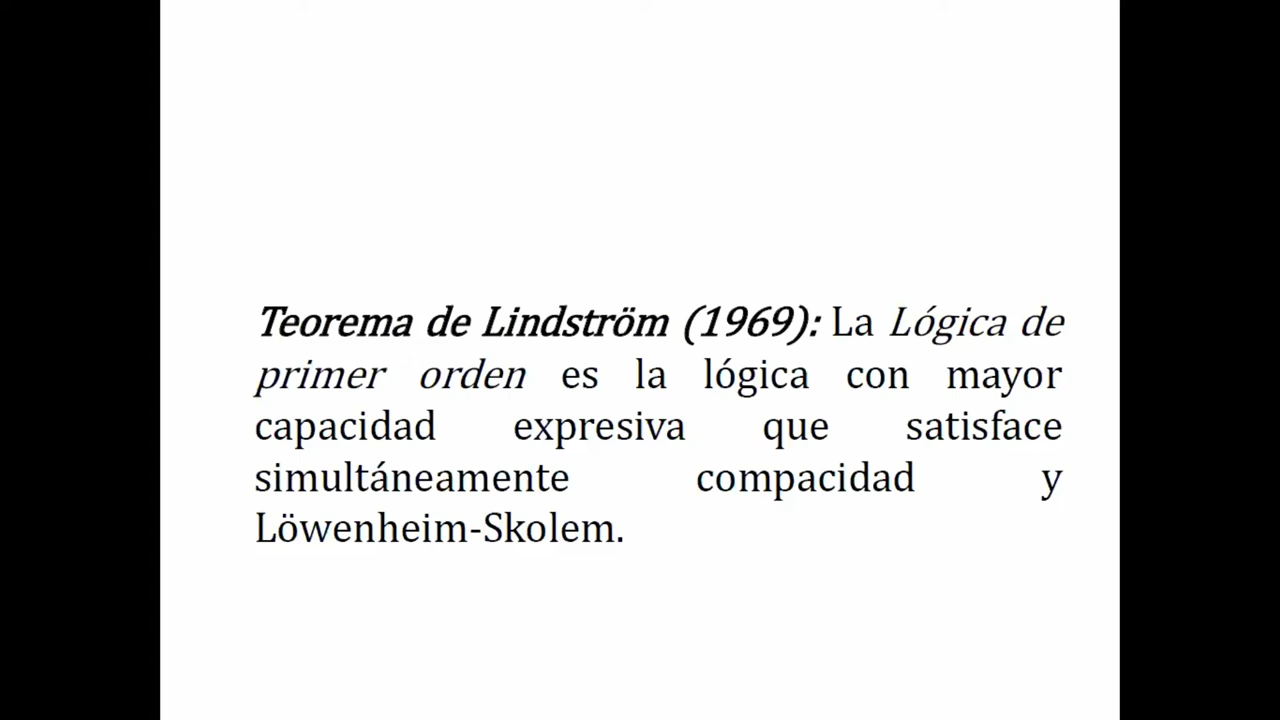 Teorema de Lindström (1969): La Lógica de
primer orden es la lógica con mayor
capacidad expresiva que satisface
simultáneamente compacidad y
Löwenheim-Skolem.